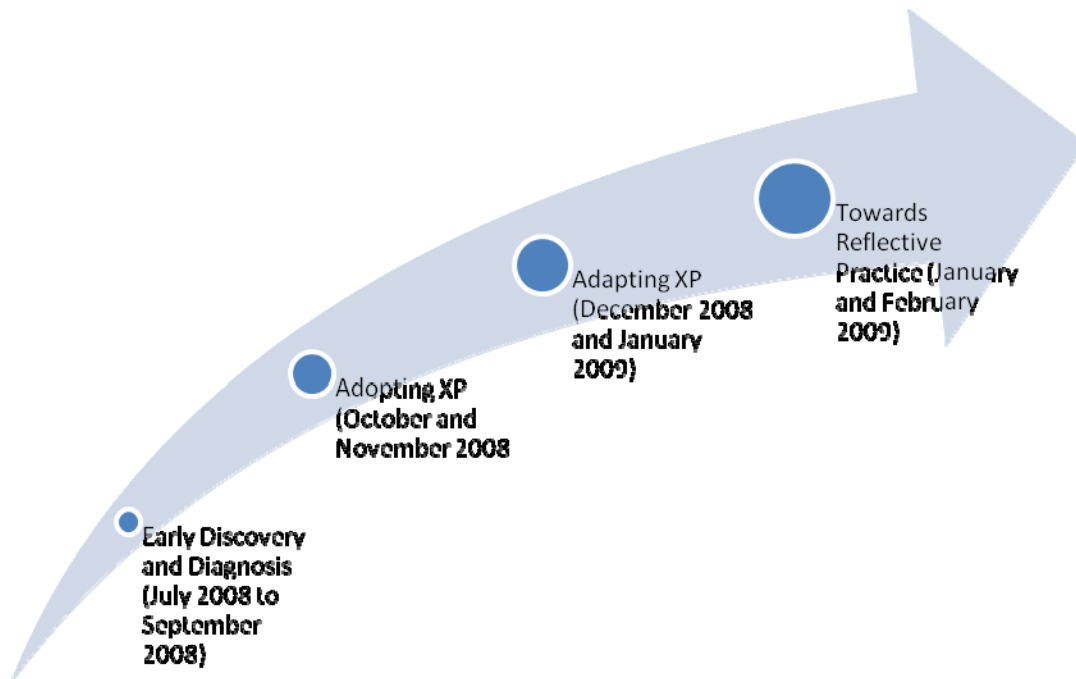 Early Discovery
and Diagnosis
(July 2008 to
September
2008)
Adopting XP
(October and
November 2008
Adapting XP
(December 2008
and January
2009)
Towards
Reflective
Practice (January
and February
2009)